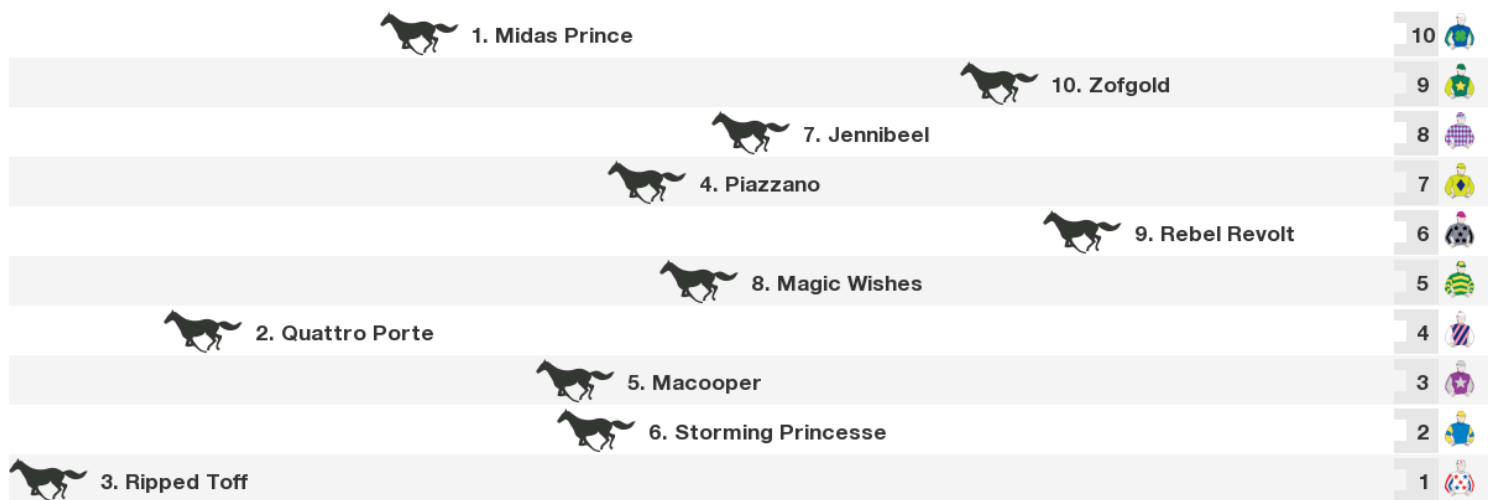 1. Midas Prince 10
10. Zofgold 9
7. Jennibeel 8
4. Piazzano 7
9. Rebel Revolt 6
8. Magic Wishes 5
2. Quattro Porte 4
5. Macooper 3
6. Storming Princesse 2
3. Ripped Toff 1